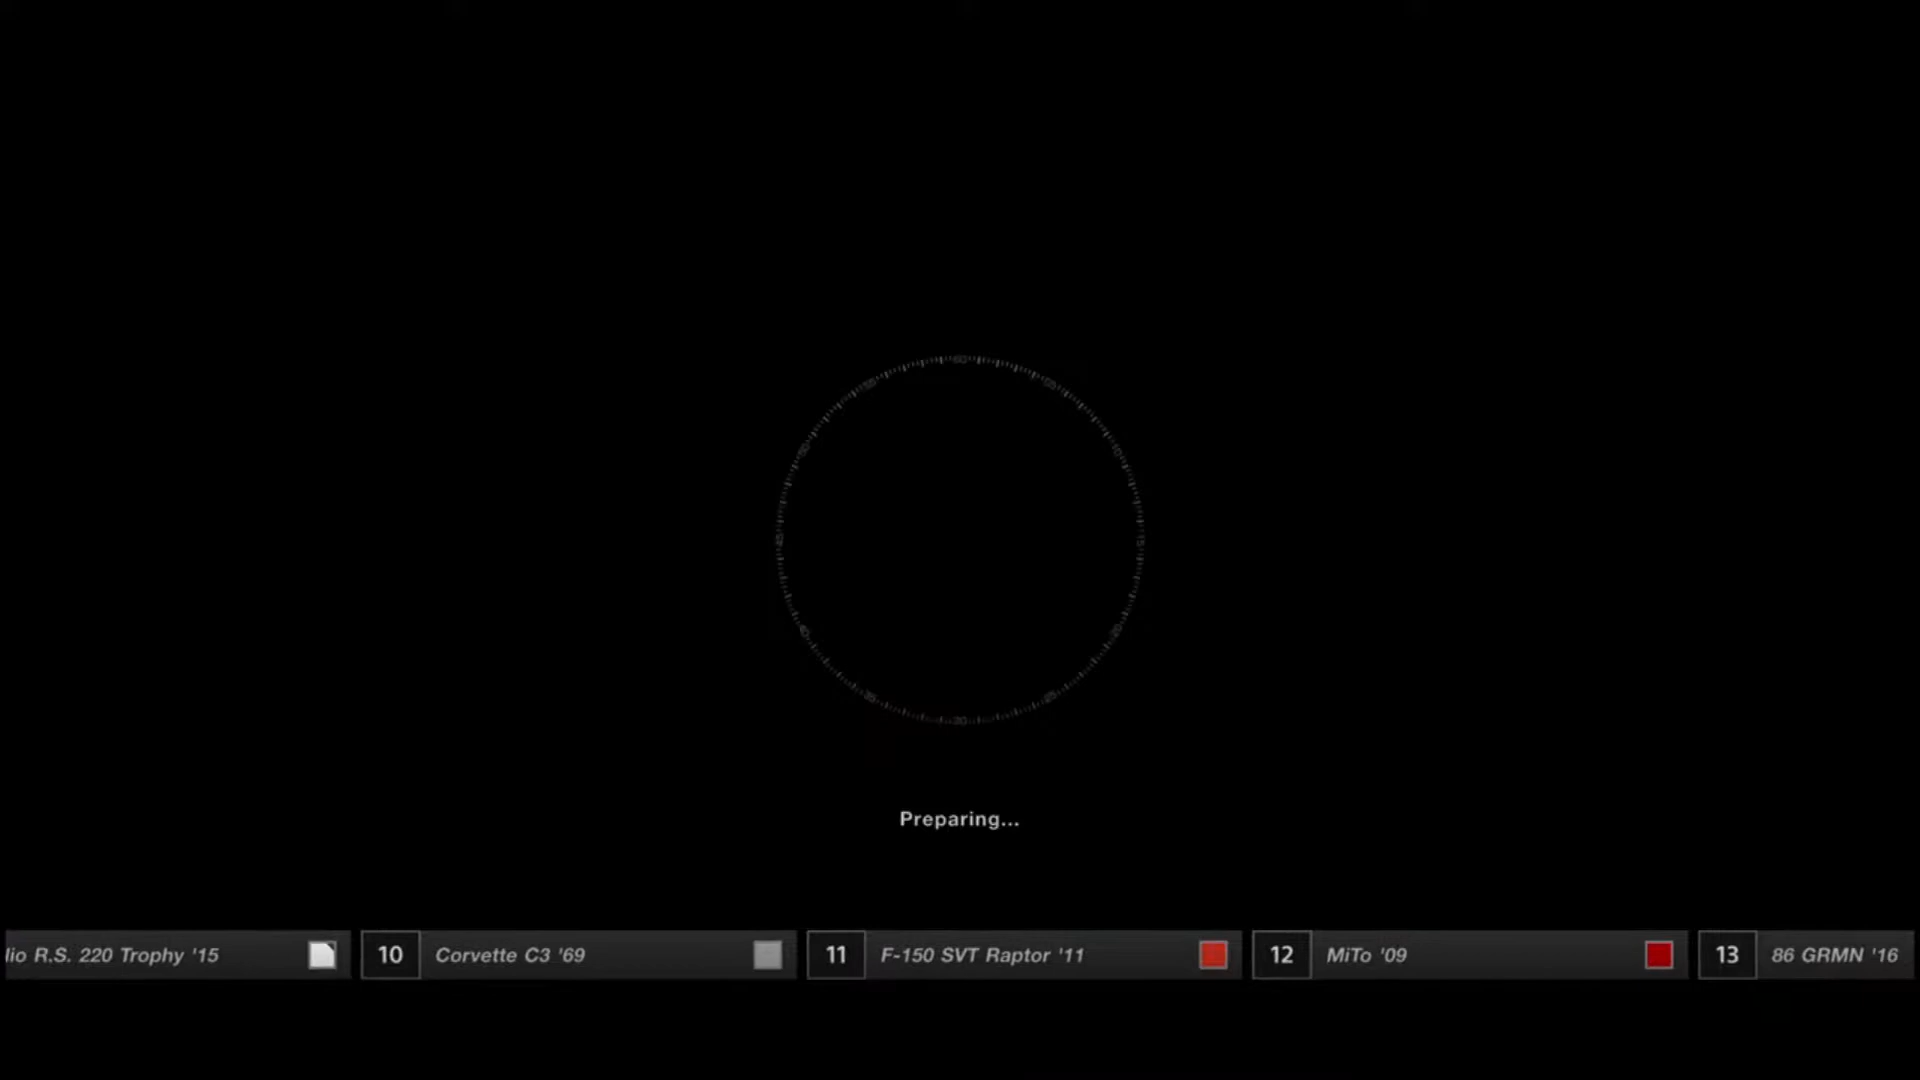 60
Preparing...
lio R.S. 220 Trophy '15
10 Corvette C3 '69
11 F-150 SVT Raptor '11
12 MiTo '09
13 86 GRMN '16